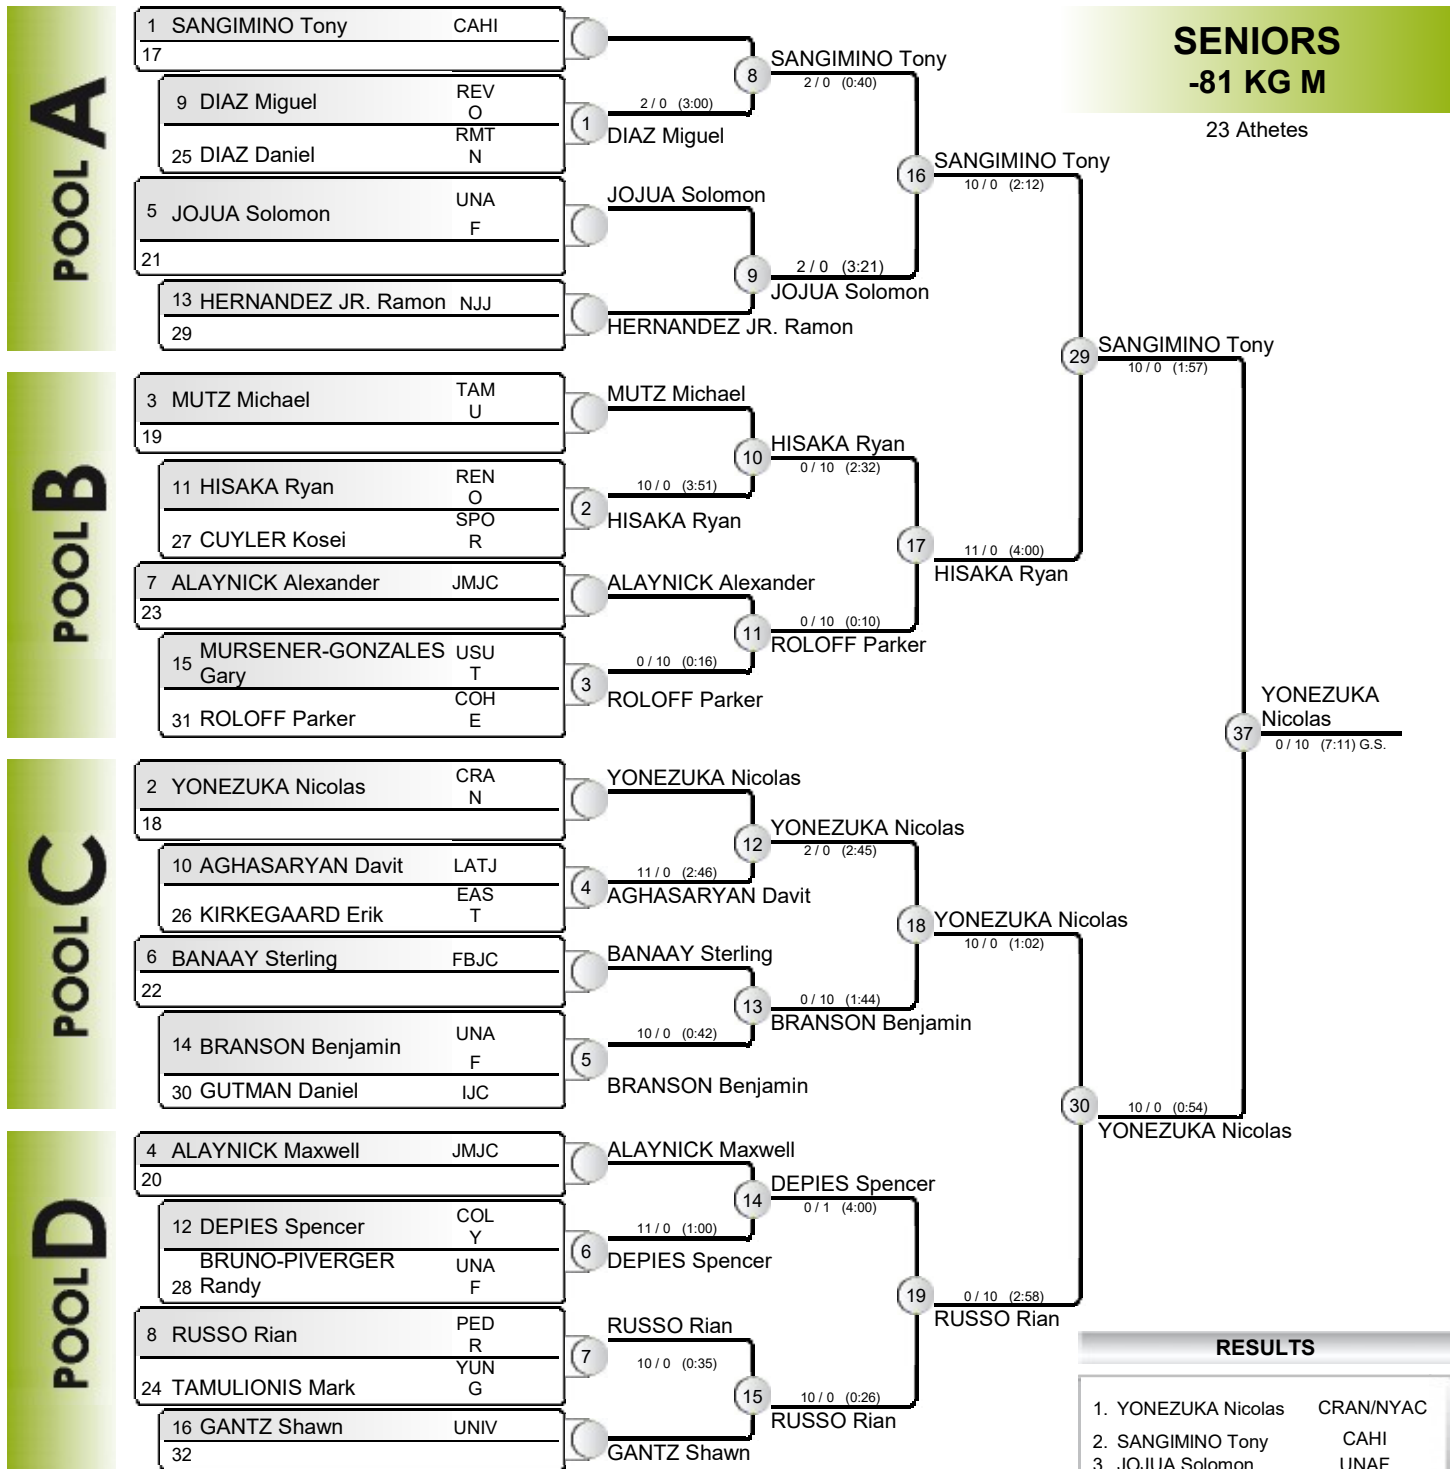 SENIORS
-81 KG M
23 Athetes
POOL A
1 SANGIMINO Tony CAHI
17
9 DIAZ Miguel REV
O
25 DIAZ Daniel RMT
N
5 JOJUA Solomon UNA
F
21
13 HERNANDEZ JR. Ramon NJJ
29
POOL B
3 MUTZ Michael TAM
U
19
11 HISAKA Ryan REN
O
27 CUYLER Kosei SPO
R
7 ALAYNICK Alexander JMJC
23
15 MURSENER-GONZALES
Gary USU
T
31 ROLOFF Parker COH
E
POOL C
2 YONEZUKA Nicolas CRA
N
18
10 AGHASARYAN Davit LATJ
26 KIRKEGAARD Erik EAS
T
6 BANAAY Sterling FBJC
22
14 BRANSON Benjamin UNA
F
30 GUTMAN Daniel IJC
POOL D
4 ALAYNICK Maxwell JMJC
20
12 DEPIES Spencer COL
Y
BRUNO-PIVERGER
28 Randy UNA
F
8 RUSSO Rian PED
R
24 TAMULIONIS Mark YUN
G
16 GANTZ Shawn UNIV
32
1
2 / 0 (3:00)
DIAZ Miguel
JOJUA Solomon
HERNANDEZ JR. Ramon
MUTZ Michael
2
10 / 0 (3:51)
HISAKA Ryan
ALAYNICK Alexander
3
0 / 10 (0:16)
ROLOFF Parker
YONEZUKA Nicolas
4
11 / 0 (2:46)
AGHASARYAN Davit
BANAAY Sterling
5
10 / 0 (0:42)
BRANSON Benjamin
ALAYNICK Maxwell
6
11 / 0 (1:00)
DEPIES Spencer
RUSSO Rian
7
10 / 0 (0:35)
GANTZ Shawn
8
SANGIMINO Tony
2 / 0 (0:40)
9
2 / 0 (3:21)
JOJUA Solomon
10
HISAKA Ryan
0 / 10 (2:32)
11
0 / 10 (0:10)
ROLOFF Parker
12
YONEZUKA Nicolas
2 / 0 (2:45)
13
0 / 10 (1:44)
BRANSON Benjamin
14
DEPIES Spencer
0 / 1 (4:00)
15
10 / 0 (0:26)
RUSSO Rian
16
SANGIMINO Tony
10 / 0 (2:12)
17
11 / 0 (4:00)
HISAKA Ryan
18
YONEZUKA Nicolas
10 / 0 (1:02)
19
0 / 10 (2:58)
RUSSO Rian
29
SANGIMINO Tony
10 / 0 (1:57)
30
10 / 0 (0:54)
YONEZUKA Nicolas
37
YONEZUKA
Nicolas
0 / 10 (7:11) G.S.
RESULTS
1. YONEZUKA Nicolas CRAN/NYAC
2. SANGIMINO Tony CAHI
3. JOJUA Solomon UNAF